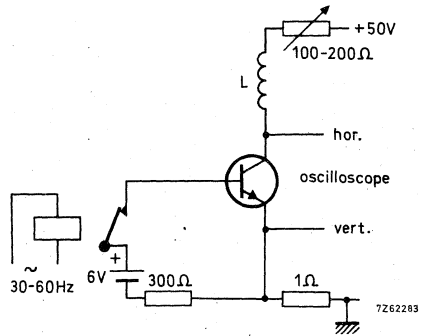 +50V
100-200Ω
L
hor.
oscilloscope
vert.
+
6V
300Ω
1Ω
~
30-60Hz
7Z62283